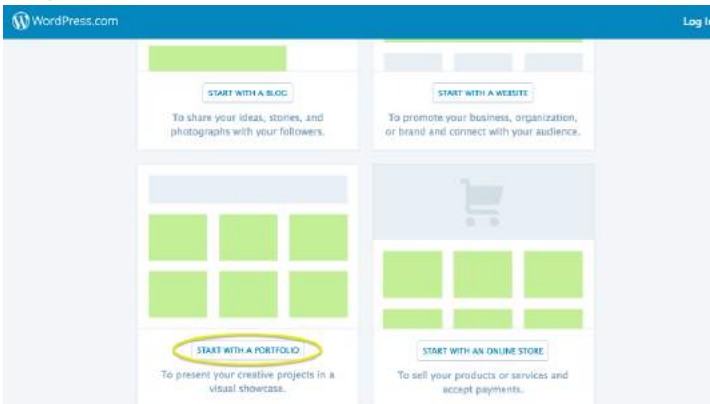 WordPress.com
Log In
START WITH A BLOG
To share your ideas, stories, and
photographs with your followers.
START WITH A WEBSITE
To promote your business, organization,
or brand and connect with your audience.
START WITH A PORTFOLIO
To present your creative projects in a
visual showcase.
START WITH AN ONLINE STORE
To sell your products or services and
accept payments.